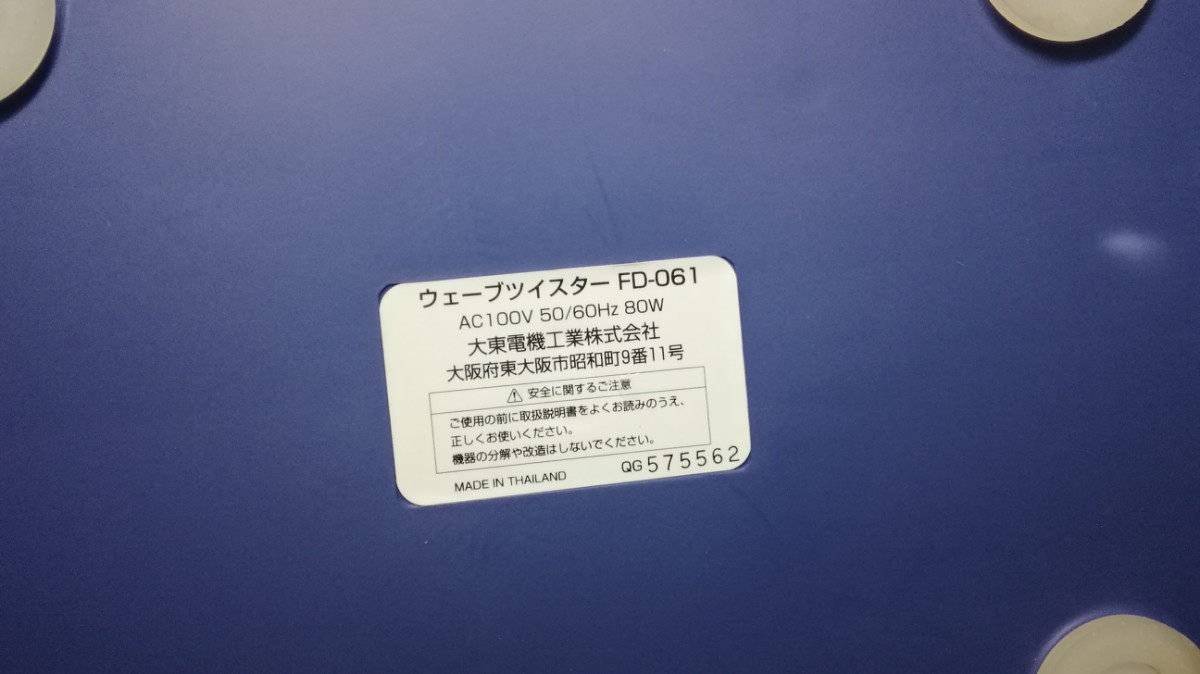 ウェーブツイスター FD-061
AC100V 50/60Hz 80W
大東電機工業株式会社
大阪府東大阪市昭和町9番11号
⚠ 安全に関するご注意
ご使用の前に取扱説明書をよくお読みのうえ、
正しくお使いください。
機器の分解や改造はしないでください。
MADE IN THAILAND QG 575562